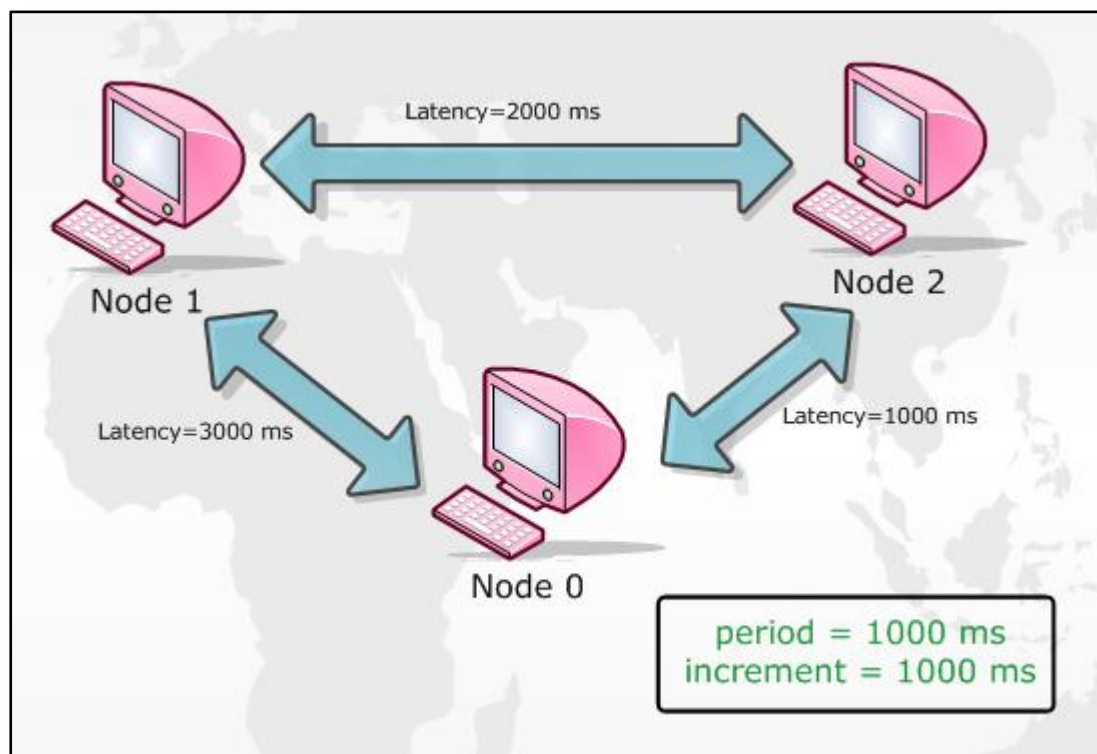 Latency=2000 ms
Node 1
Node 2
Latency=3000 ms
Latency=1000 ms
Node 0
period = 1000 ms
increment = 1000 ms